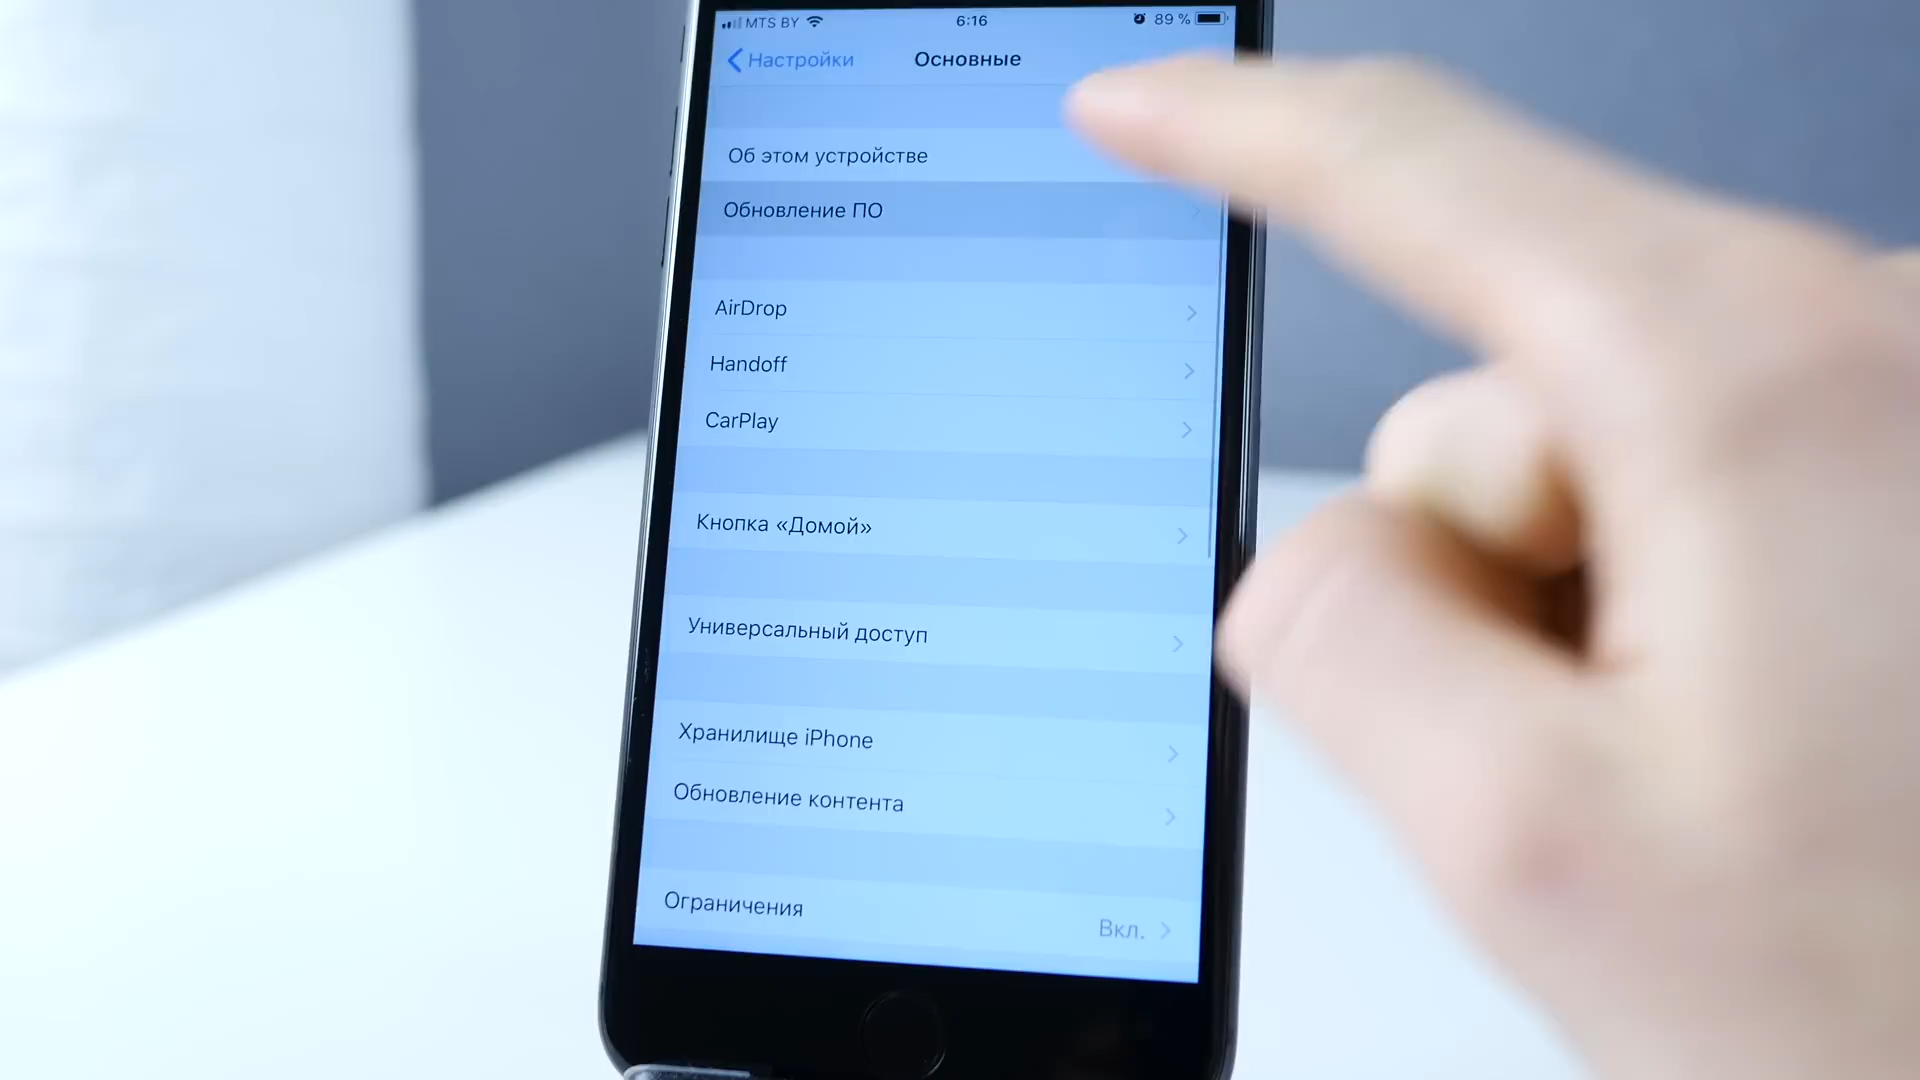 MTS BY 6:16 89 %
Настройки Основные
Об этом устройстве
Обновление ПО
AirDrop
Handoff
CarPlay
Кнопка «Домой»
Универсальный доступ
Хранилище iPhone
Обновление контента
Ограничения Вкл.